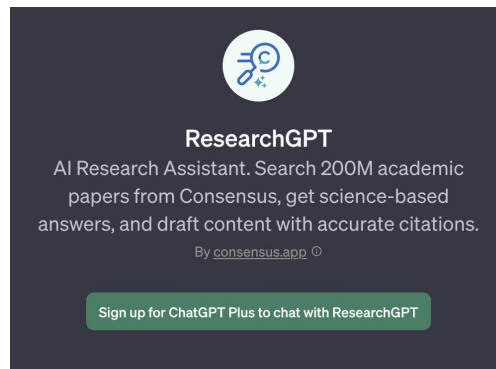 ResearchGPT
AI Research Assistant. Search 200M academic
papers from Consensus, get science-based
answers, and draft content with accurate citations.
By consensus.app
Sign up for ChatGPT Plus to chat with ResearchGPT